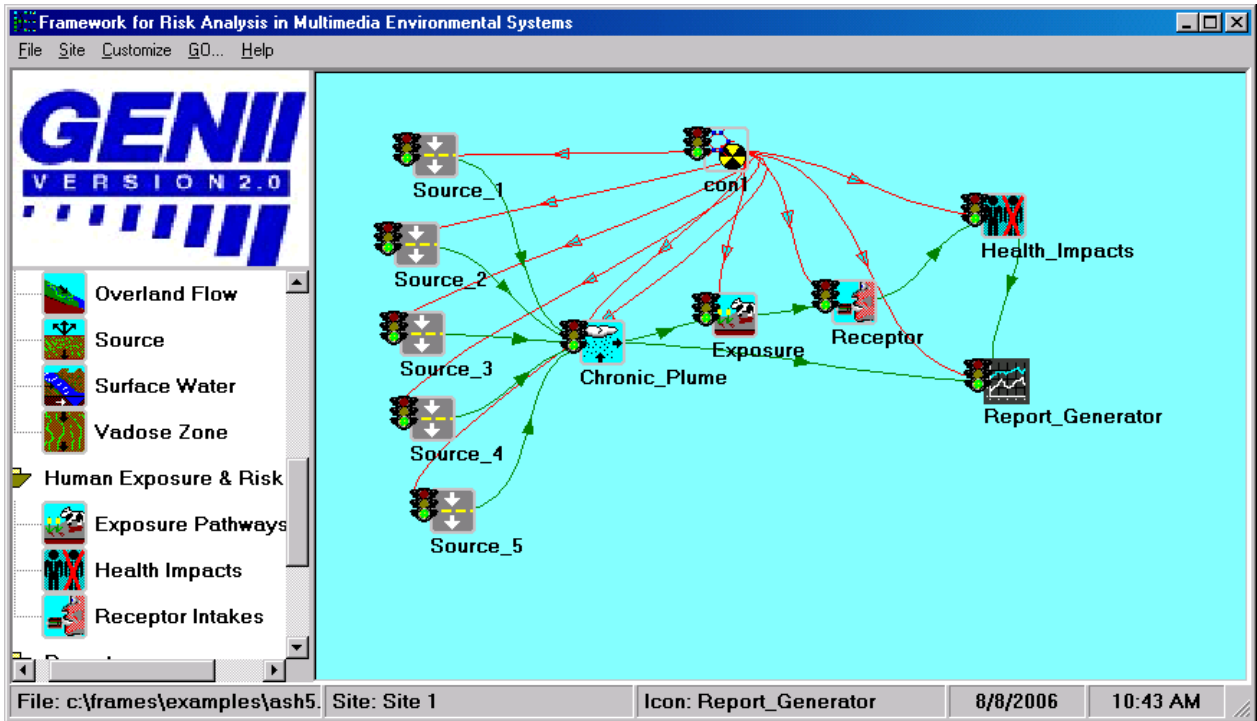 Framework for Risk Analysis in Multimedia Environmental Systems
File Site Customize GO... Help
GENII
VERSION 2.0
Overland Flow
Source
Surface Water
Vadose Zone
Human Exposure & Risk
Exposure Pathways
Health Impacts
Receptor Intakes
Source_1
con1
Source_2
Health_Impacts
Source_3
Chronic_Plume
Exposure
Receptor
Source_4
Report_Generator
Source_5
File: c:\frames\examples\ash5. Site: Site 1 Icon: Report_Generator 8/8/2006 10:43 AM